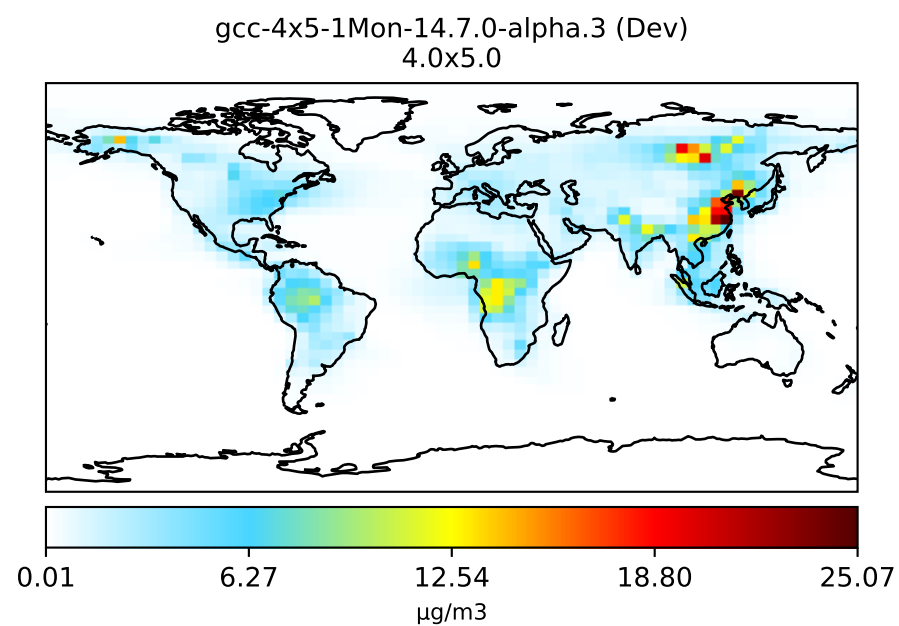 gcc-4x5-1Mon-14.7.0-alpha.3 (Dev)
4.0x5.0
0.01 6.27 12.54 18.80 25.07
μg/m3